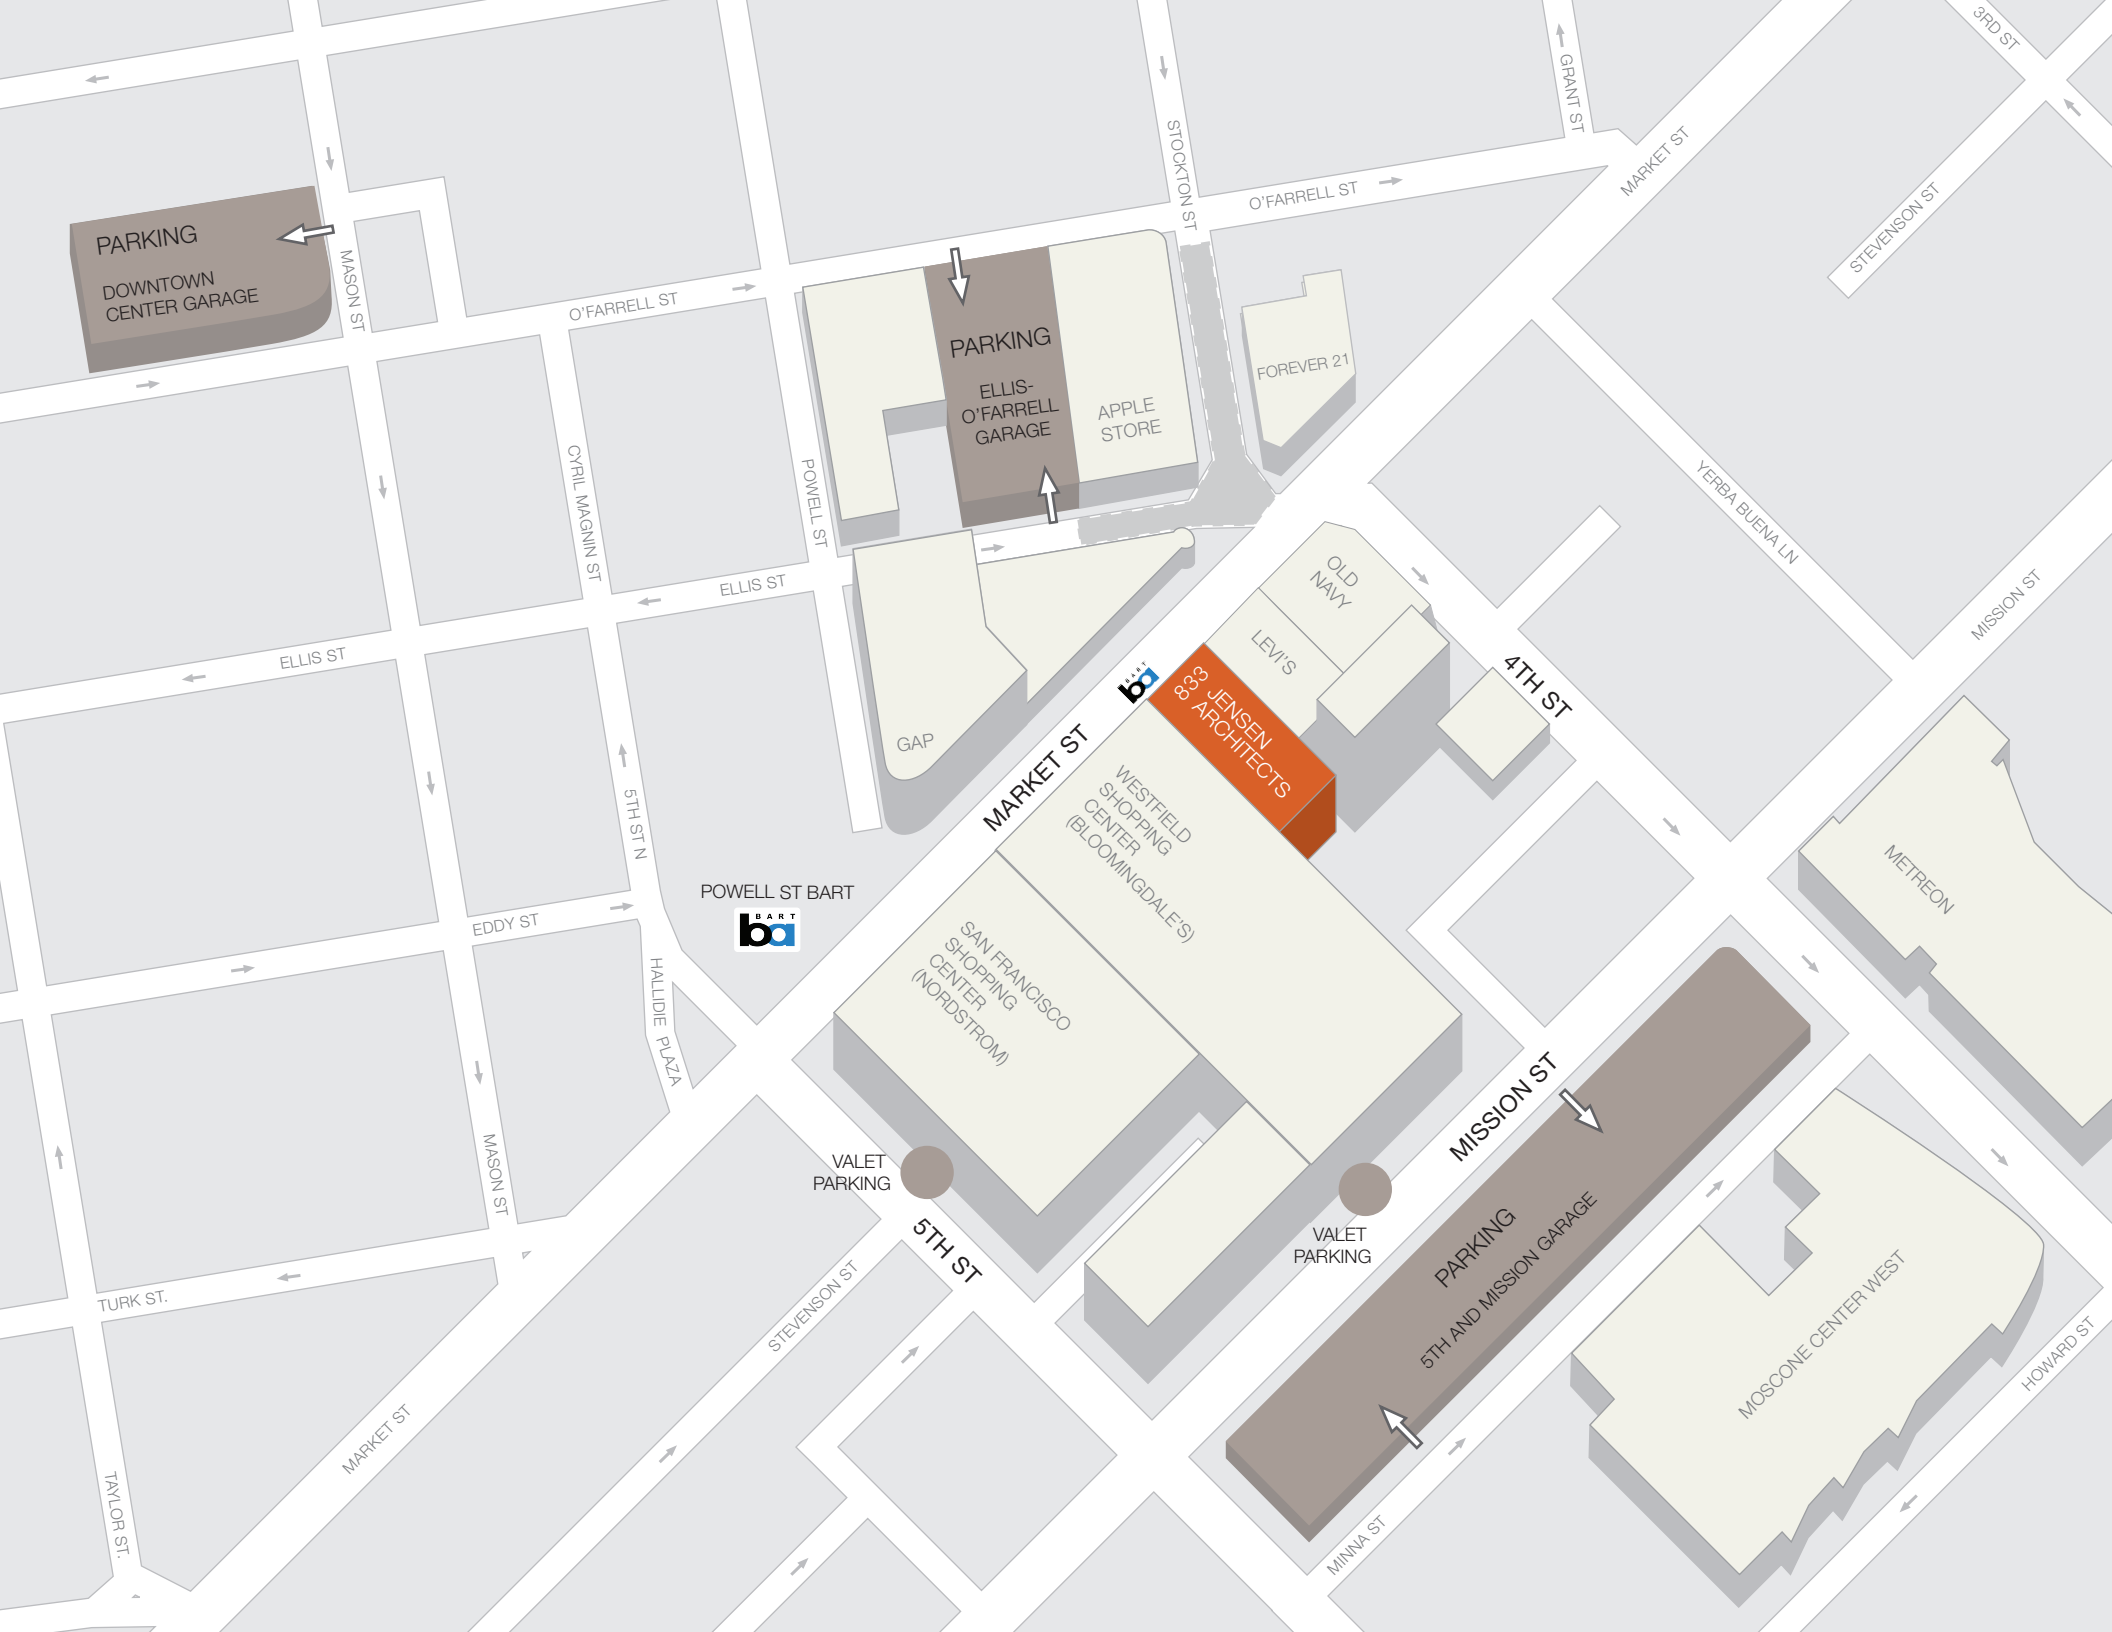 3RD ST
GRANT ST
MARKET ST
STOCKTON ST
O'FARRELL ST
STEVENSON ST
PARKING
DOWNTOWN
CENTER GARAGE
MASON ST
O'FARRELL ST
PARKING
ELLIS-
O'FARRELL
GARAGE
APPLE
STORE
FOREVER 21
CYRIL MAGNIN ST
POWELL ST
YERBA BUENA LN
MISSION ST
ELLIS ST
ELLIS ST
OLD
NAVY
LEVI'S
4TH ST
BART
ba
833 JENSEN
8 ARCHITECTS
GAP
MARKET ST
5TH ST N
WESTFIELD
SHOPPING
CENTER
(BLOOMINGDALE'S)
METREON
POWELL ST BART
BART
ba
EDDY ST
HALLIDIE PLAZA
SAN FRANCISCO
SHOPPING
CENTER
(NORDSTROM)
MISSION ST
MASON ST
VALET
PARKING
5TH ST
VALET
PARKING
PARKING
5TH AND MISSION GARAGE
MOSCONE CENTER WEST
HOWARD ST
TURK ST.
STEVENSON ST
MARKET ST
TAYLOR ST.
MINNA ST